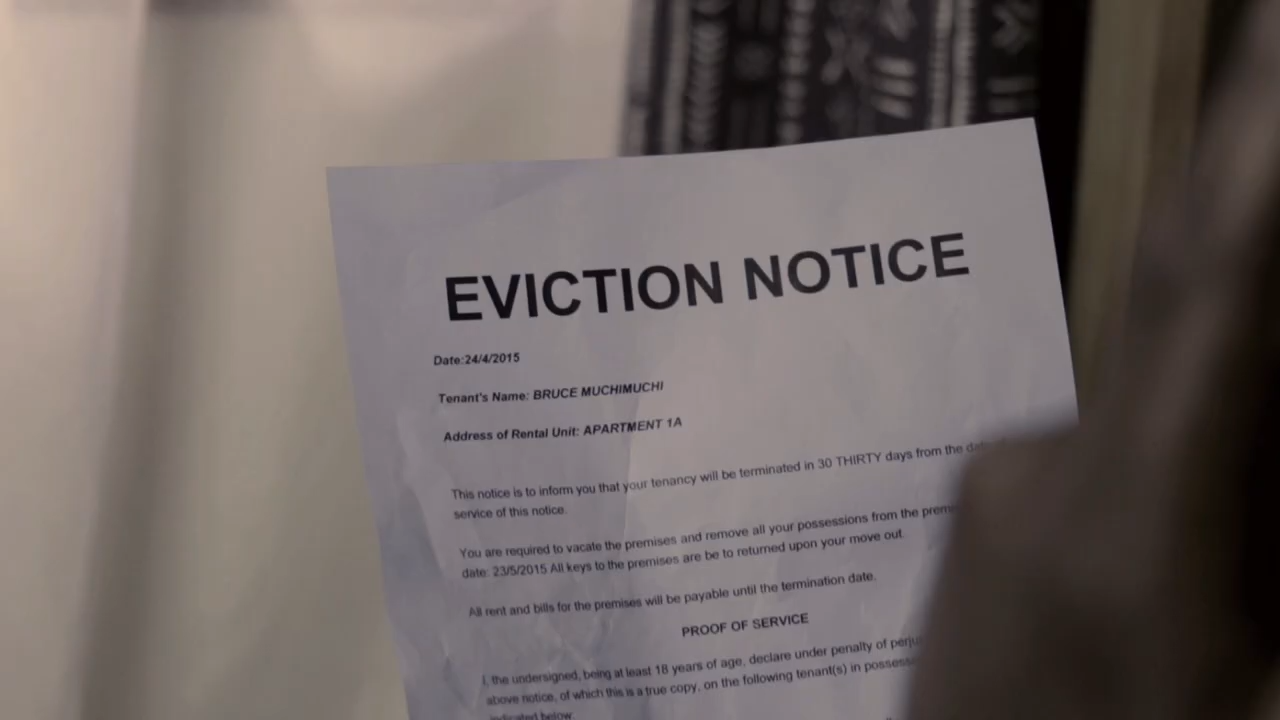 EVICTION NOTICE
Date:24/4/2015
Tenant's Name: BRUCE MUCHIMUCHI
Address of Rental Unit: APARTMENT 1A
This notice is to inform you that your tenancy will be terminated in 30 THIRTY days from the date of
service of this notice.
You are required to vacate the premises and remove all your possessions from the
date: 23/5/2015 All keys to the premises are be to returned upon your move out.
All rent and bills for the premises will be payable until the termination date.
PROOF OF SERVICE
I, the undersigned, being at least 18 years of age, declare under penalty of
above notice, of which this is a true copy, on the following tenant(s) in
indicated below.